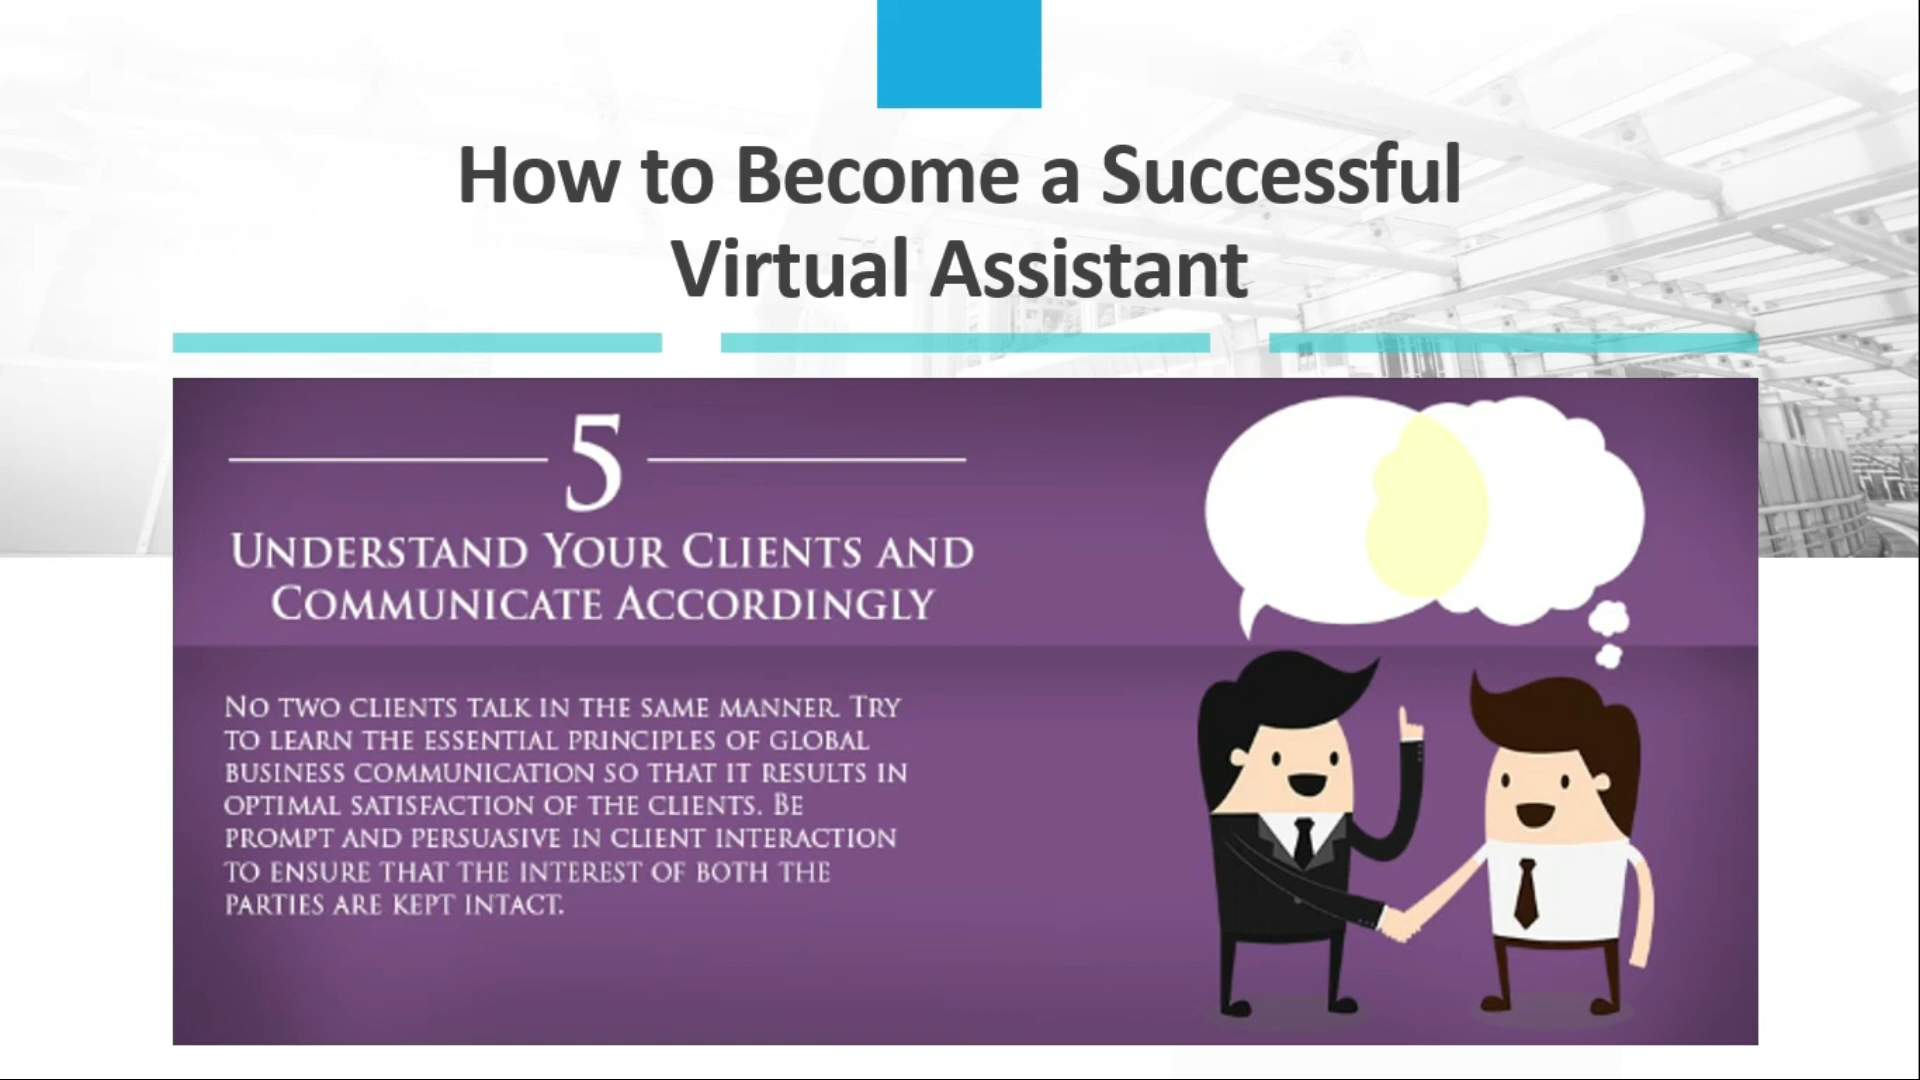 How to Become a Successful
Virtual Assistant
5
Understand Your Clients and
Communicate Accordingly
No two clients talk in the same manner. Try
to learn the essential principles of global
business communication so that it results in
optimal satisfaction of the clients. Be
prompt and persuasive in client interaction
to ensure that the interest of both the
parties are kept intact.